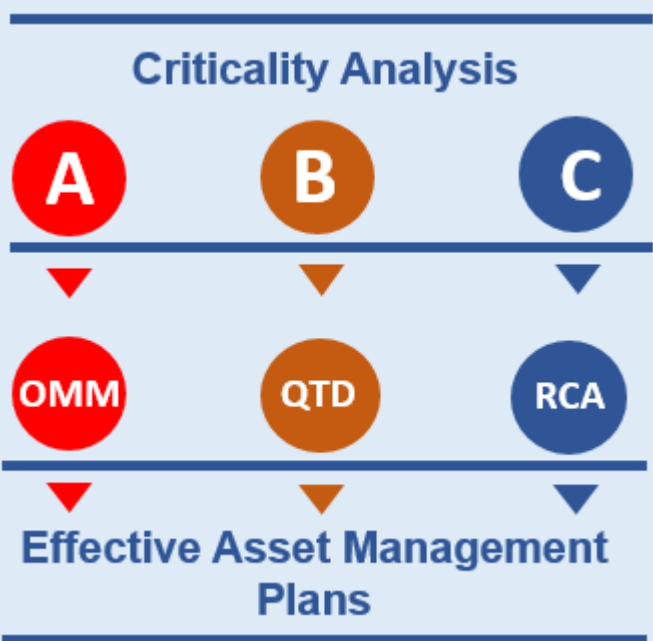 Criticality Analysis
A B C
OMM QTD RCA
Effective Asset Management
Plans